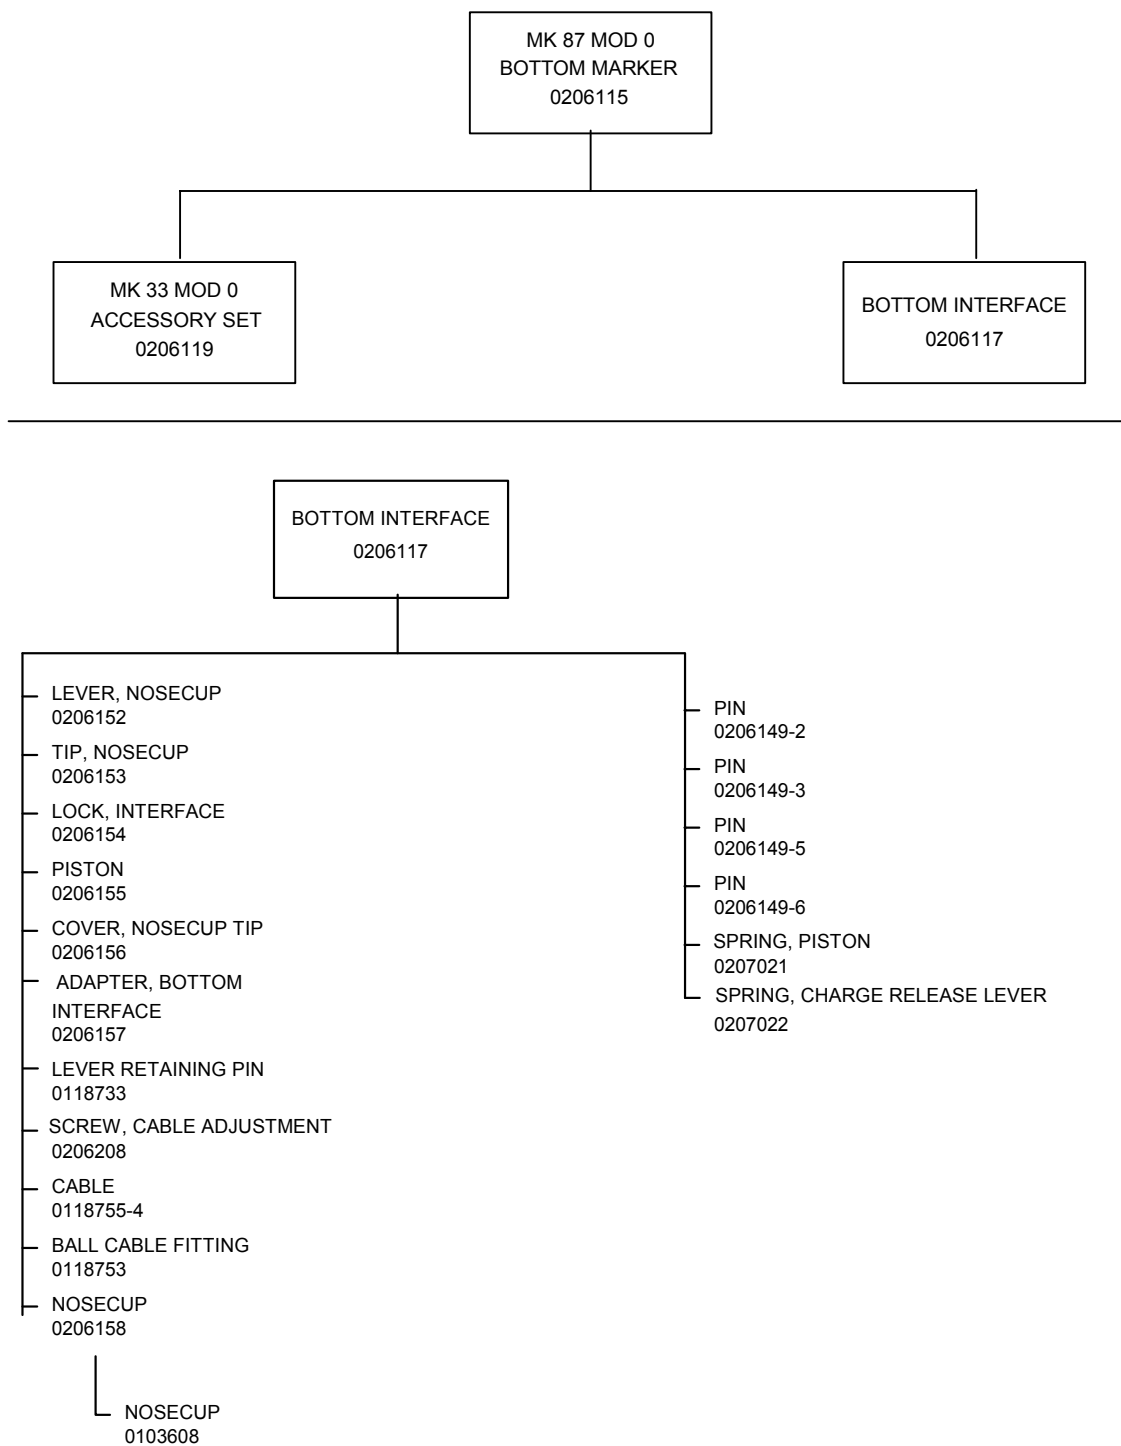 MK 87 MOD 0
BOTTOM MARKER
0206115
MK 33 MOD 0
ACCESSORY SET
0206119
BOTTOM INTERFACE
0206117
BOTTOM INTERFACE
0206117
LEVER, NOSECUP
0206152
TIP, NOSECUP
0206153
LOCK, INTERFACE
0206154
PISTON
0206155
COVER, NOSECUP TIP
0206156
ADAPTER, BOTTOM
INTERFACE
0206157
LEVER RETAINING PIN
0118733
SCREW, CABLE ADJUSTMENT
0206208
CABLE
0118755-4
BALL CABLE FITTING
0118753
NOSECUP
0206158
NOSECUP
0103608
PIN
0206149-2
PIN
0206149-3
PIN
0206149-5
PIN
0206149-6
SPRING, PISTON
0207021
SPRING, CHARGE RELEASE LEVER
0207022